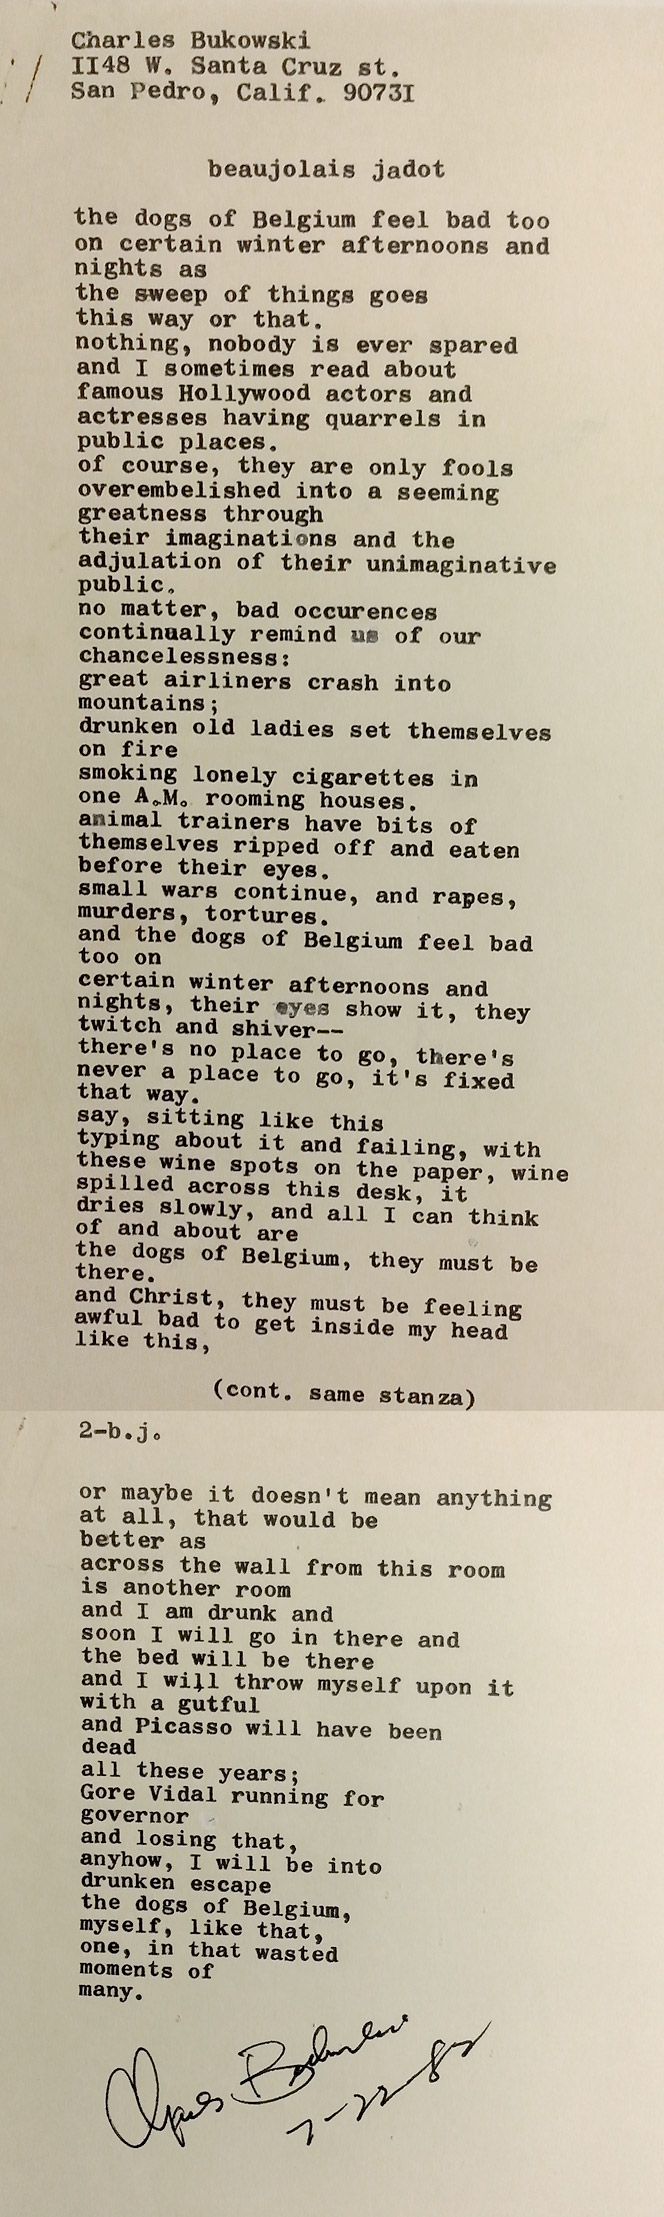 Charles Bukowski
II48 W. Santa Cruz st.
San Pedro, Calif. 9073I
beaujolais jadot
the dogs of Belgium feel bad too
on certain winter afternoons and
nights as
the sweep of things goes
this way or that.
nothing, nobody is ever spared
and I sometimes read about
famous Hollywood actors and
actresses having quarrels in
public places.
of course, they are only fools
overembelished into a seeming
greatness through
their imaginations and the
adjulation of their unimaginative
public.
no matter, bad occurences
continually remind us of our
chancelessness:
great airliners crash into
mountains;
drunken old ladies set themselves
on fire
smoking lonely cigarettes in
one A.M. rooming houses.
animal trainers have bits of
themselves ripped off and eaten
before their eyes.
small wars continue, and rapes,
murders, tortures.
and the dogs of Belgium feel bad
too on
certain winter afternoons and
nights, their eyes show it, they
twitch and shiver--
there's no place to go, there's
never a place to go, it's fixed
that way.
say, sitting like this
typing about it and failing, with
these wine spots on the paper, wine
spilled across this desk, it
dries slowly, and all I can think
of and about are
the dogs of Belgium, they must be
there.
and Christ, they must be feeling
awful bad to get inside my head
like this,
(cont. same stanza)
2-b.j.
or maybe it doesn't mean anything
at all, that would be
better as
across the wall from this room
is another room
and I am drunk and
soon I will go in there and
the bed will be there
and I will throw myself upon it
with a gutful
and Picasso will have been
dead
all these years;
Gore Vidal running for
governor
and losing that,
anyhow, I will be into
drunken escape
the dogs of Belgium,
myself, like that,
one, in that wasted
moments of
many.
Charles Bukowski
7-22-82